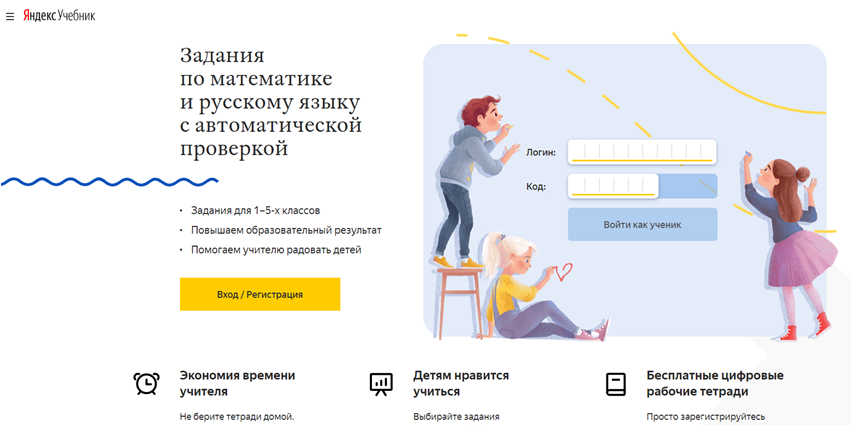 Яндекс Учебник
Задания
по математике
и русскому языку
с автоматической
проверкой
• Задания для 1–5-х классов
• Повышаем образовательный результат
• Помогаем учителю радовать детей
Вход / Регистрация
Логин:
Код:
Войти как ученик
Экономия времени
учителя
Не берите тетради домой.
Детям нравится
учиться
Выбирайте задания
Бесплатные цифровые
рабочие тетради
Просто зарегистрируйтесь